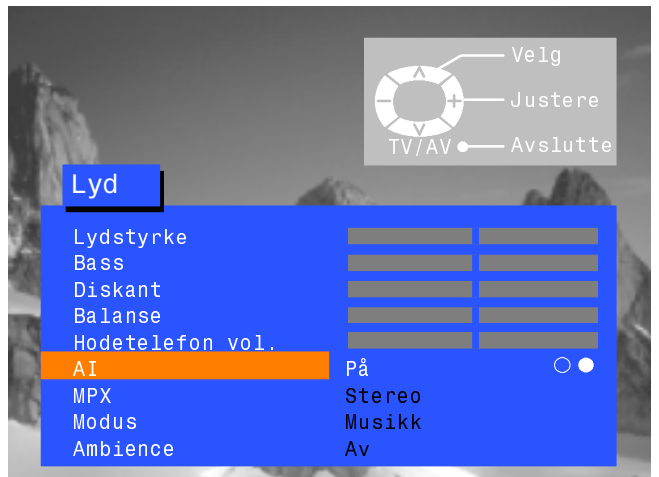 Velg
Justere
TV/AV Avslutte
Lyd
Lydstyrke
Bass
Diskant
Balanse
Hodetelefon vol.
AI På
MPX Stereo
Modus Musikk
Ambience Av